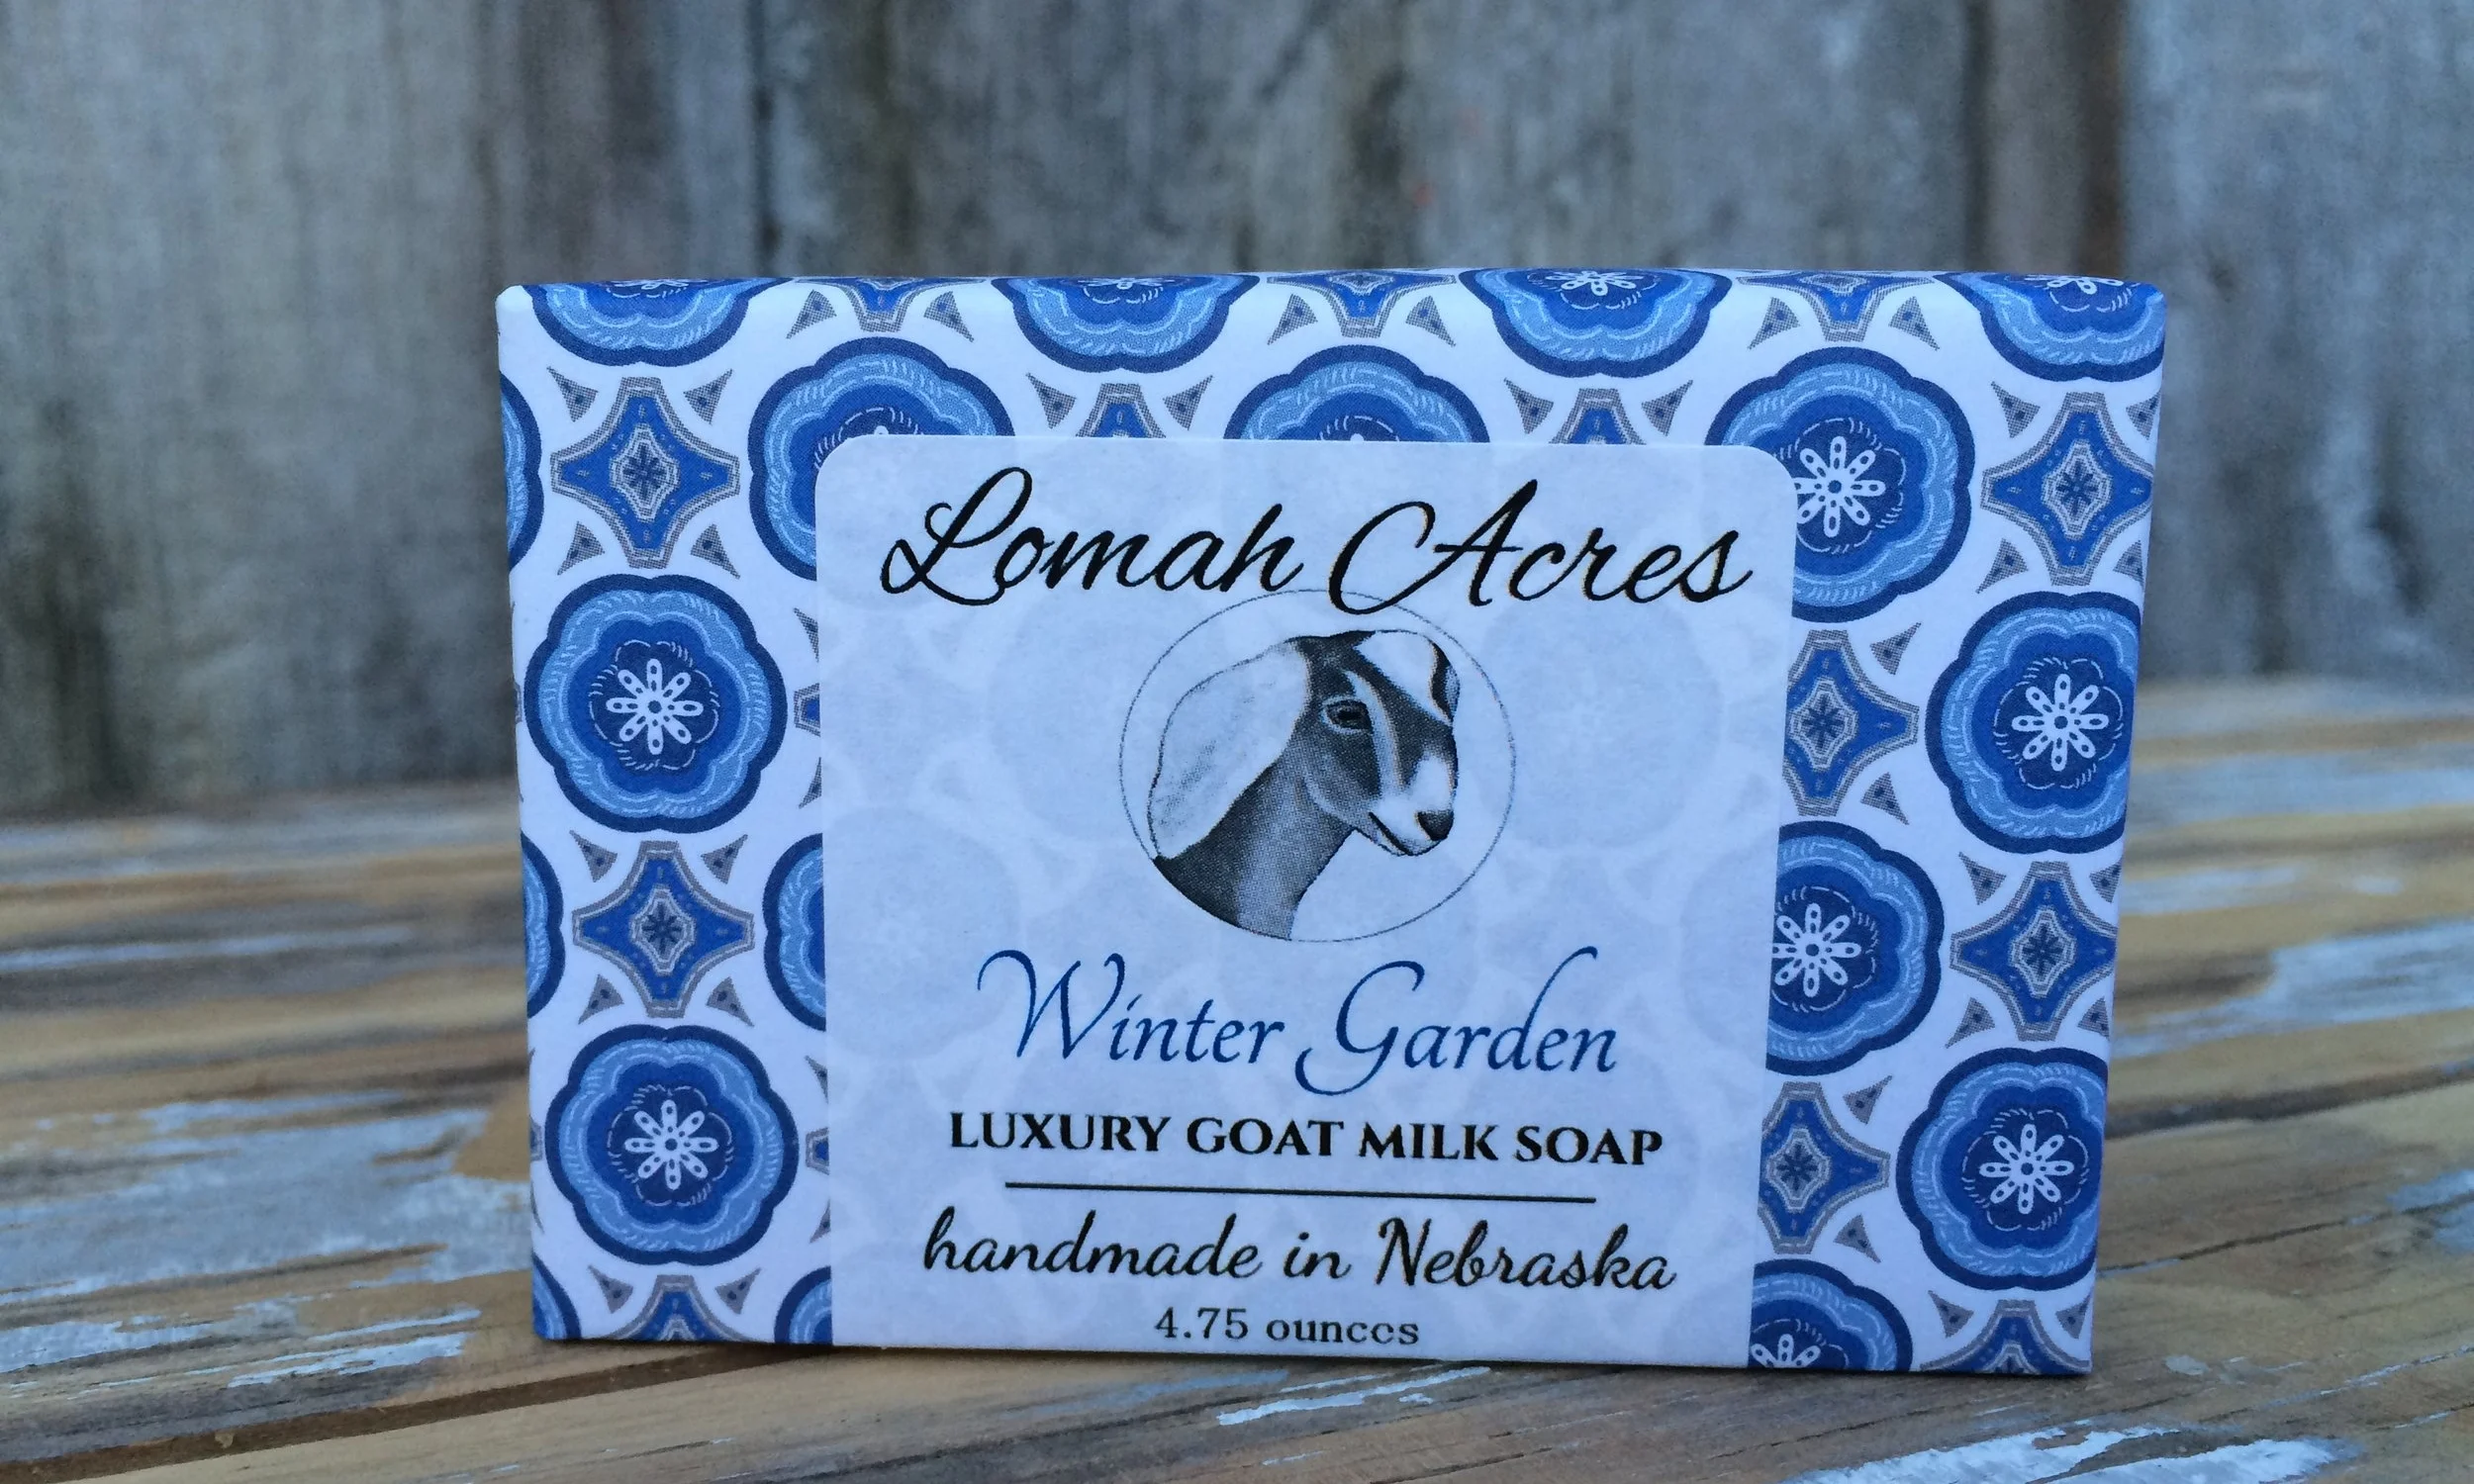 Lomah Acres
Winter Garden
LUXURY GOAT MILK SOAP
handmade in Nebraska
4.75 ounces